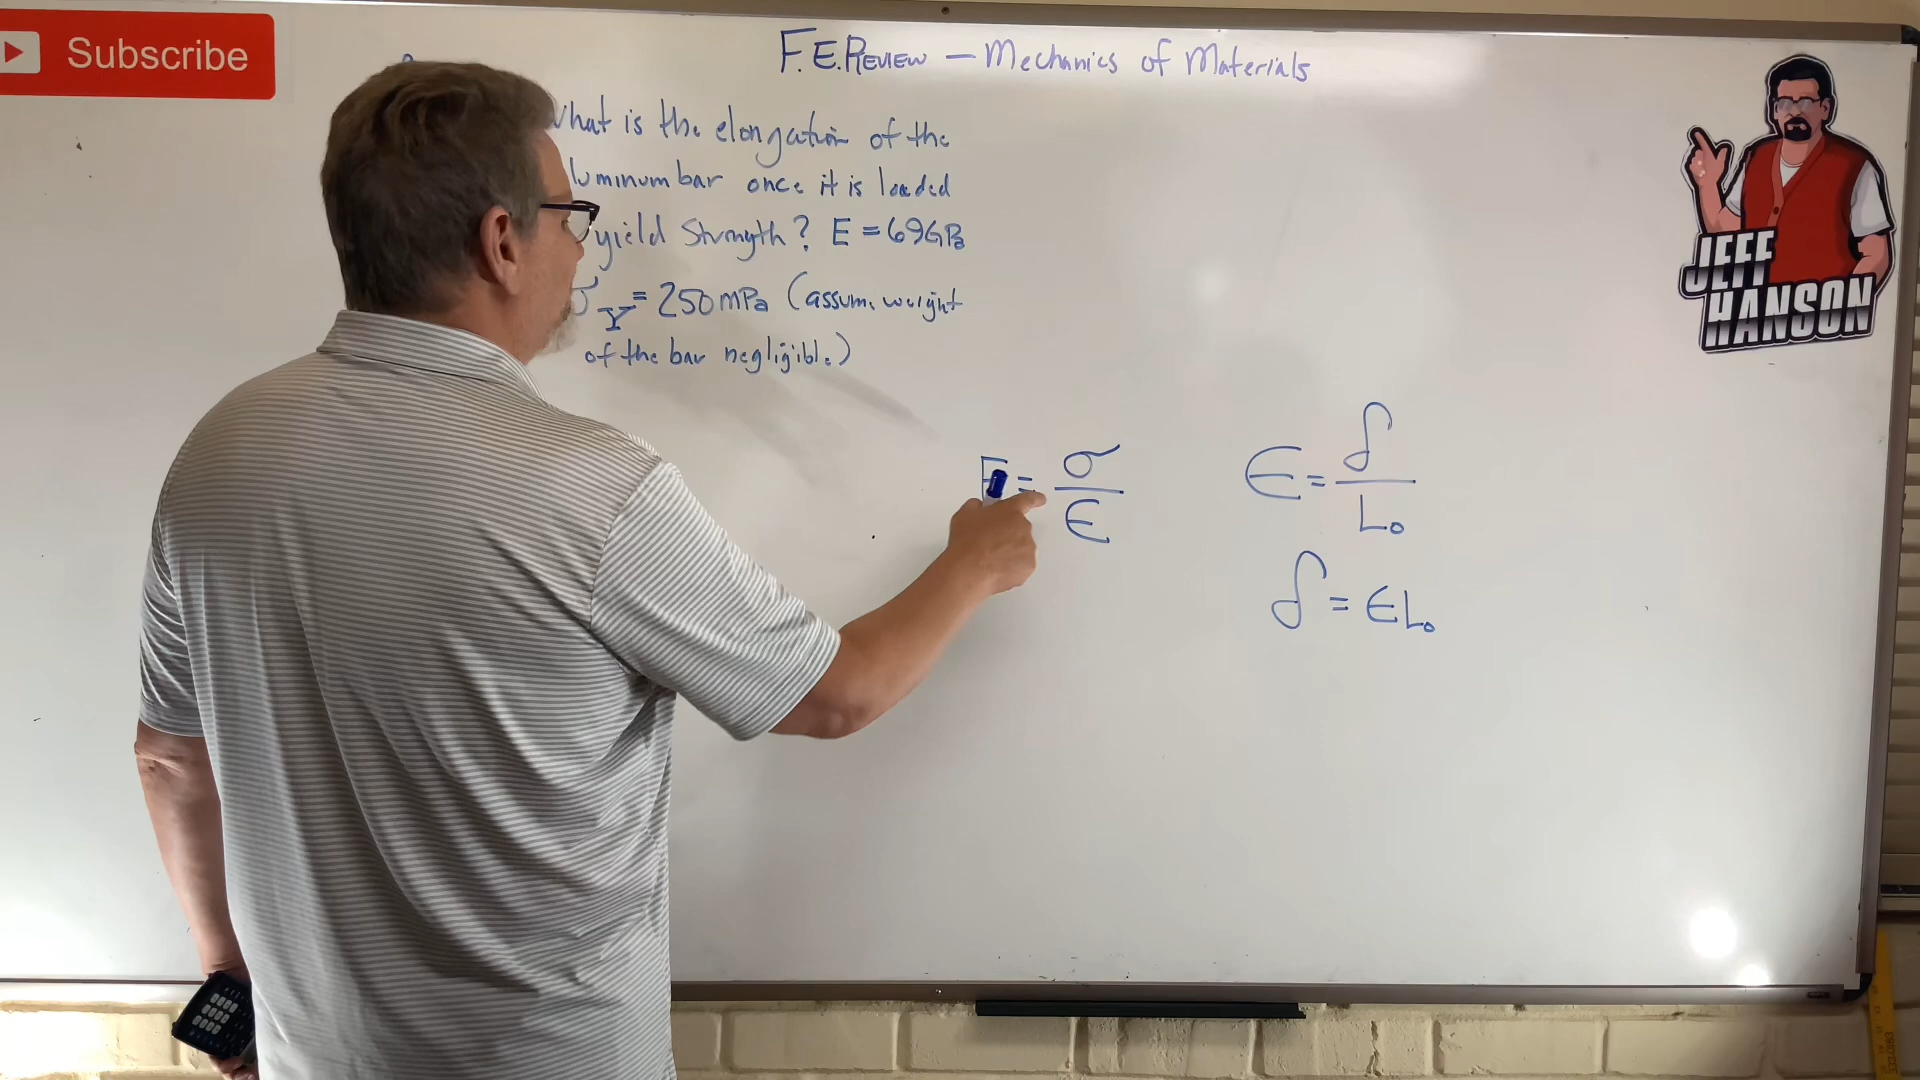 Subscribe
F.E. REVIEW – Mechanics of Materials
What is the elongation of the
luminum bar once it is loaded
yield strength? E = 69GPa
σY = 250 mPa (assume weight
of the bar negligible)
E = σ/ϵ
ϵ = δ/L₀
δ = ϵL₀
JEFF
HANSON